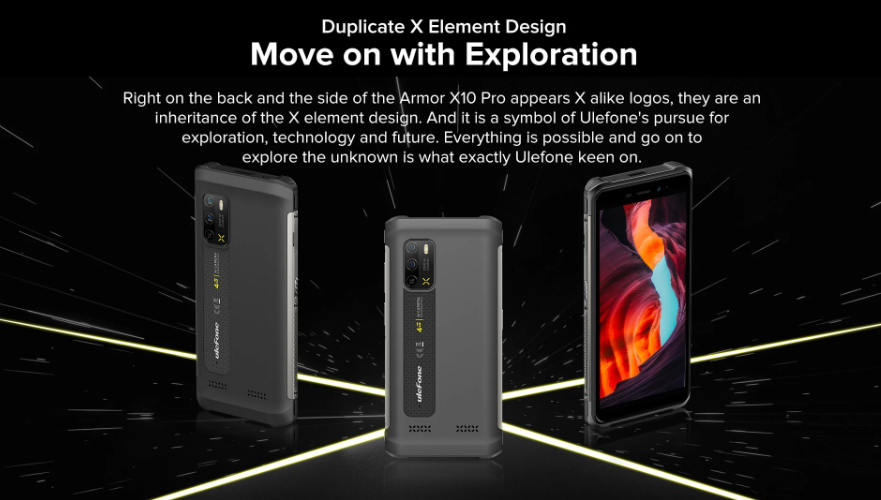 Duplicate X Element Design
Move on with Exploration
Right on the back and the side of the Armor X10 Pro appears X alike logos, they are an
inheritance of the X element design. And it is a symbol of Ulefone's pursue for
exploration, technology and future. Everything is possible and go on to
explore the unknown is what exactly Ulefone keen on.
uleFone
uleFone